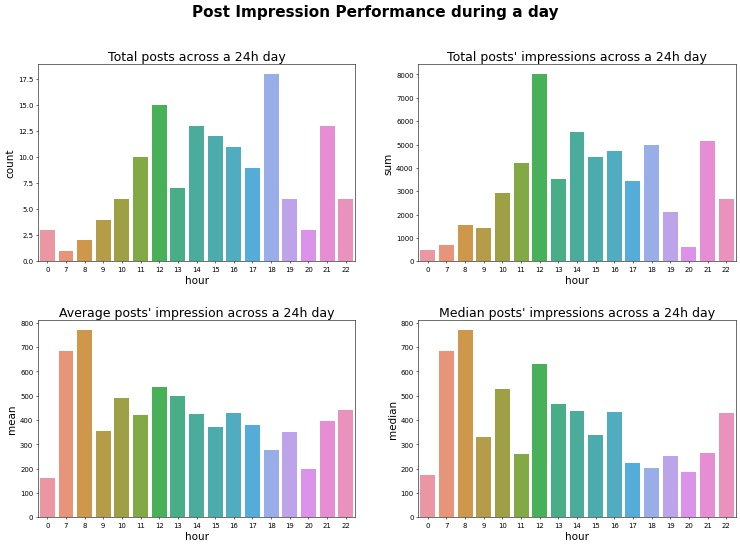 Post Impression Performance during a day
Total posts across a 24h day
17.5
15.0
12.5
10.0
7.5
5.0
2.5
0.0
count
0 7 8 9 10 11 12 13 14 15 16 17 18 19 20 21 22
hour
Total posts' impressions across a 24h day
8000
7000
6000
5000
4000
3000
2000
1000
0
sum
0 7 8 9 10 11 12 13 14 15 16 17 18 19 20 21 22
hour
Average posts' impression across a 24h day
800
700
600
500
400
300
200
100
0
mean
0 7 8 9 10 11 12 13 14 15 16 17 18 19 20 21 22
hour
Median posts' impressions across a 24h day
800
700
600
500
400
300
200
100
0
median
0 7 8 9 10 11 12 13 14 15 16 17 18 19 20 21 22
hour